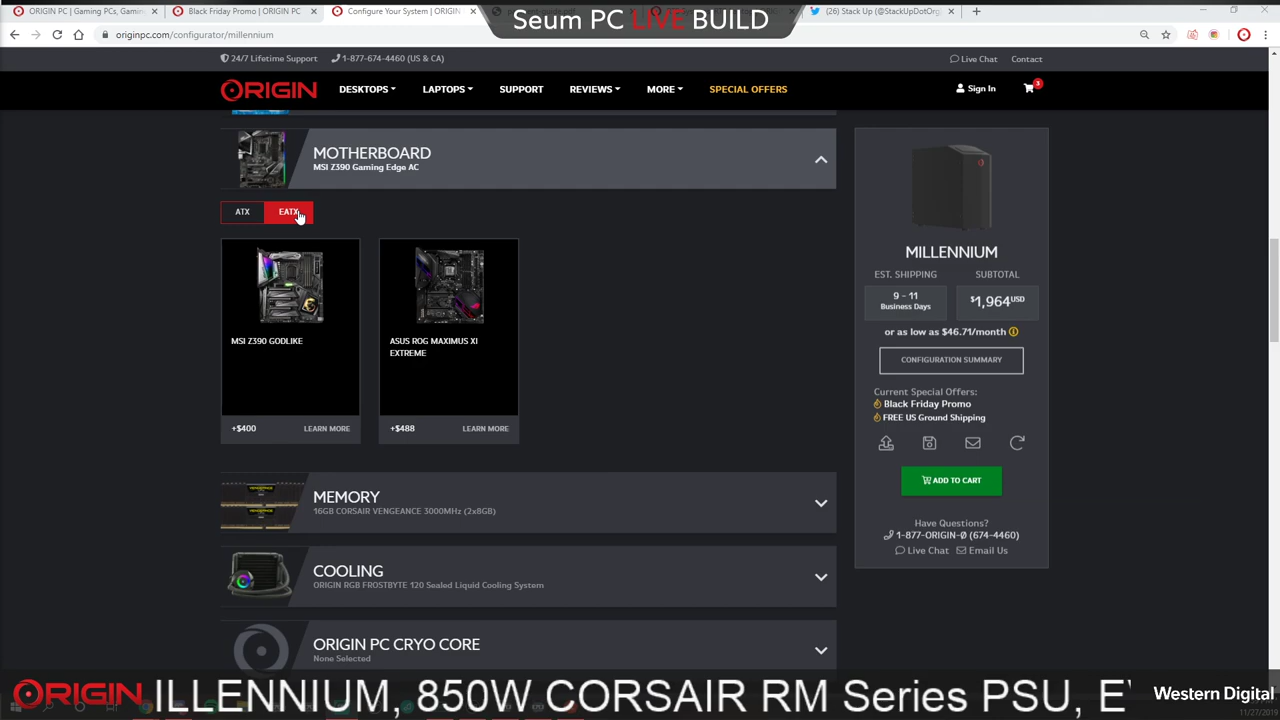 Seum PC LIVE BUILD
ORIGIN PC | Gaming PCs, Gamin
Black Friday Promo | ORIGIN PC
Configure Your System | ORIGIN
(26) Stack Up (@StackUpDotOrg
originpc.com/configurator/millennium
24/7 Lifetime Support
1-877-674-4460 (US & CA)
Live Chat
Contact
ORIGIN
DESKTOPS
LAPTOPS
SUPPORT
REVIEWS
MORE
SPECIAL OFFERS
Sign In
3
MOTHERBOARD
MSI Z390 Gaming Edge AC
ATX
EATX
MSI Z390 GODLIKE
+$400
LEARN MORE
ASUS ROG MAXIMUS XI
EXTREME
+$488
LEARN MORE
MEMORY
16GB CORSAIR VENGEANCE 3000MHz (2x8GB)
COOLING
ORIGIN RGB FROSTBYTE 120 Sealed Liquid Cooling System
ORIGIN PC CRYO CORE
None Selected
MILLENNIUM
EST. SHIPPING
SUBTOTAL
9 - 11
Business Days
$1,964 USD
or as low as $46.71/month
CONFIGURATION SUMMARY
Current Special Offers:
Black Friday Promo
FREE US Ground Shipping
ADD TO CART
Have Questions?
1-877-ORIGIN-0 (674-4460)
Live Chat
Email Us
ORIGIN
ILLENNIUM, 850W CORSAIR RM Series PSU, E
Western Digital
11/27/2019